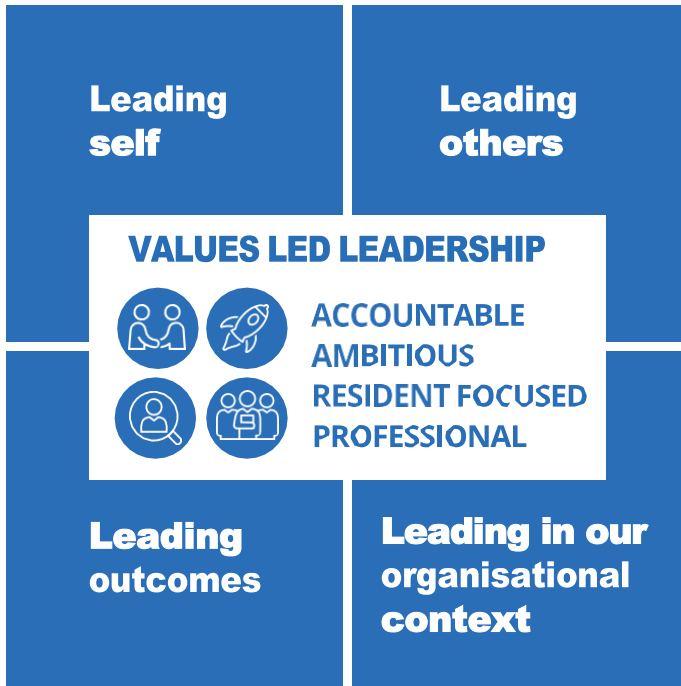 Leading
self
Leading
others
VALUES LED LEADERSHIP
ACCOUNTABLE
AMBITIOUS
RESIDENT FOCUSED
PROFESSIONAL
Leading
outcomes
Leading in our
organisational
context